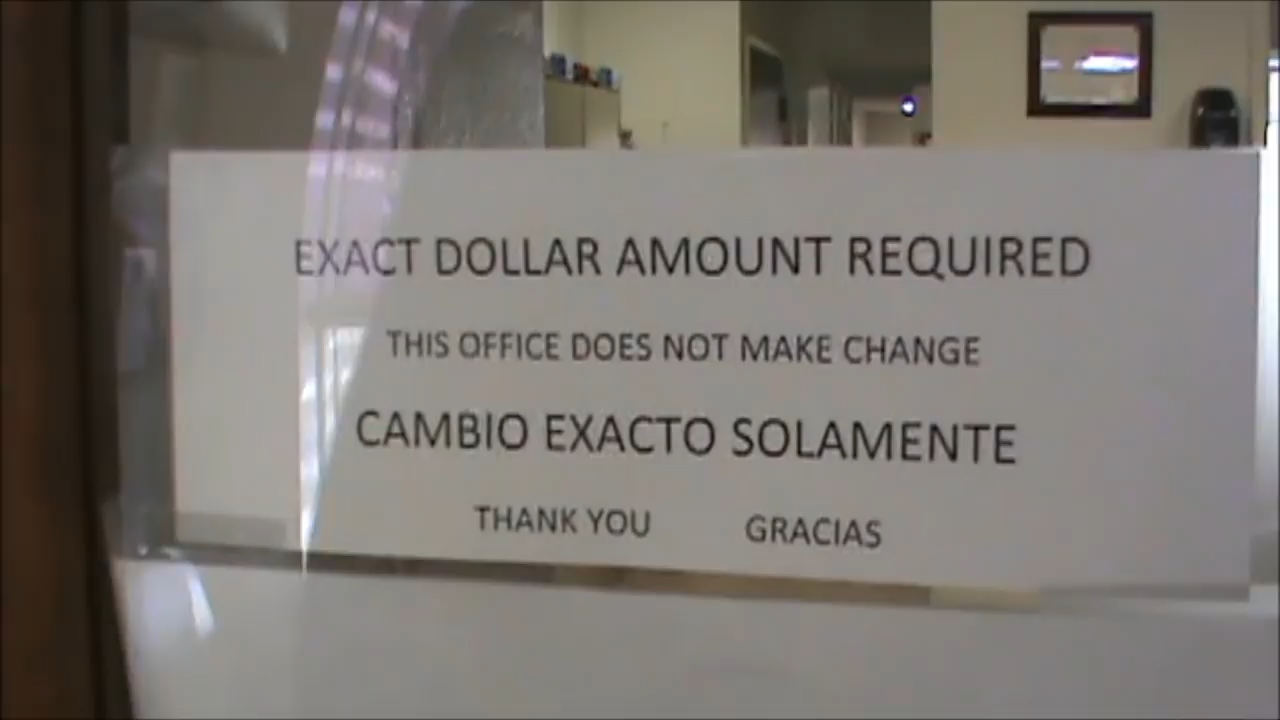 EXACT DOLLAR AMOUNT REQUIRED
THIS OFFICE DOES NOT MAKE CHANGE
CAMBIO EXACTO SOLAMENTE
THANK YOU GRACIAS